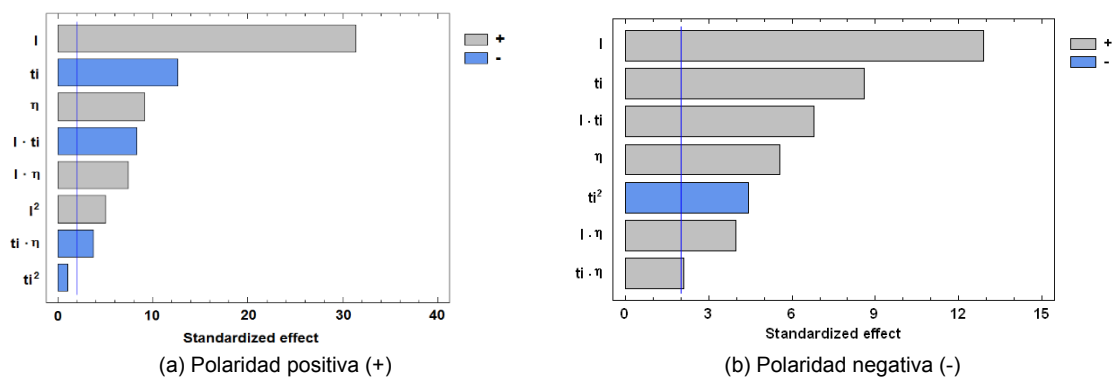 I
ti
η
I · ti
I · η
I²
ti · η
ti²
0 10 20 30 40
Standardized effect
+
-
(a) Polaridad positiva (+)
I
ti
I · ti
η
ti²
I · η
ti · η
0 3 6 9 12 15
Standardized effect
+
-
(b) Polaridad negativa (-)